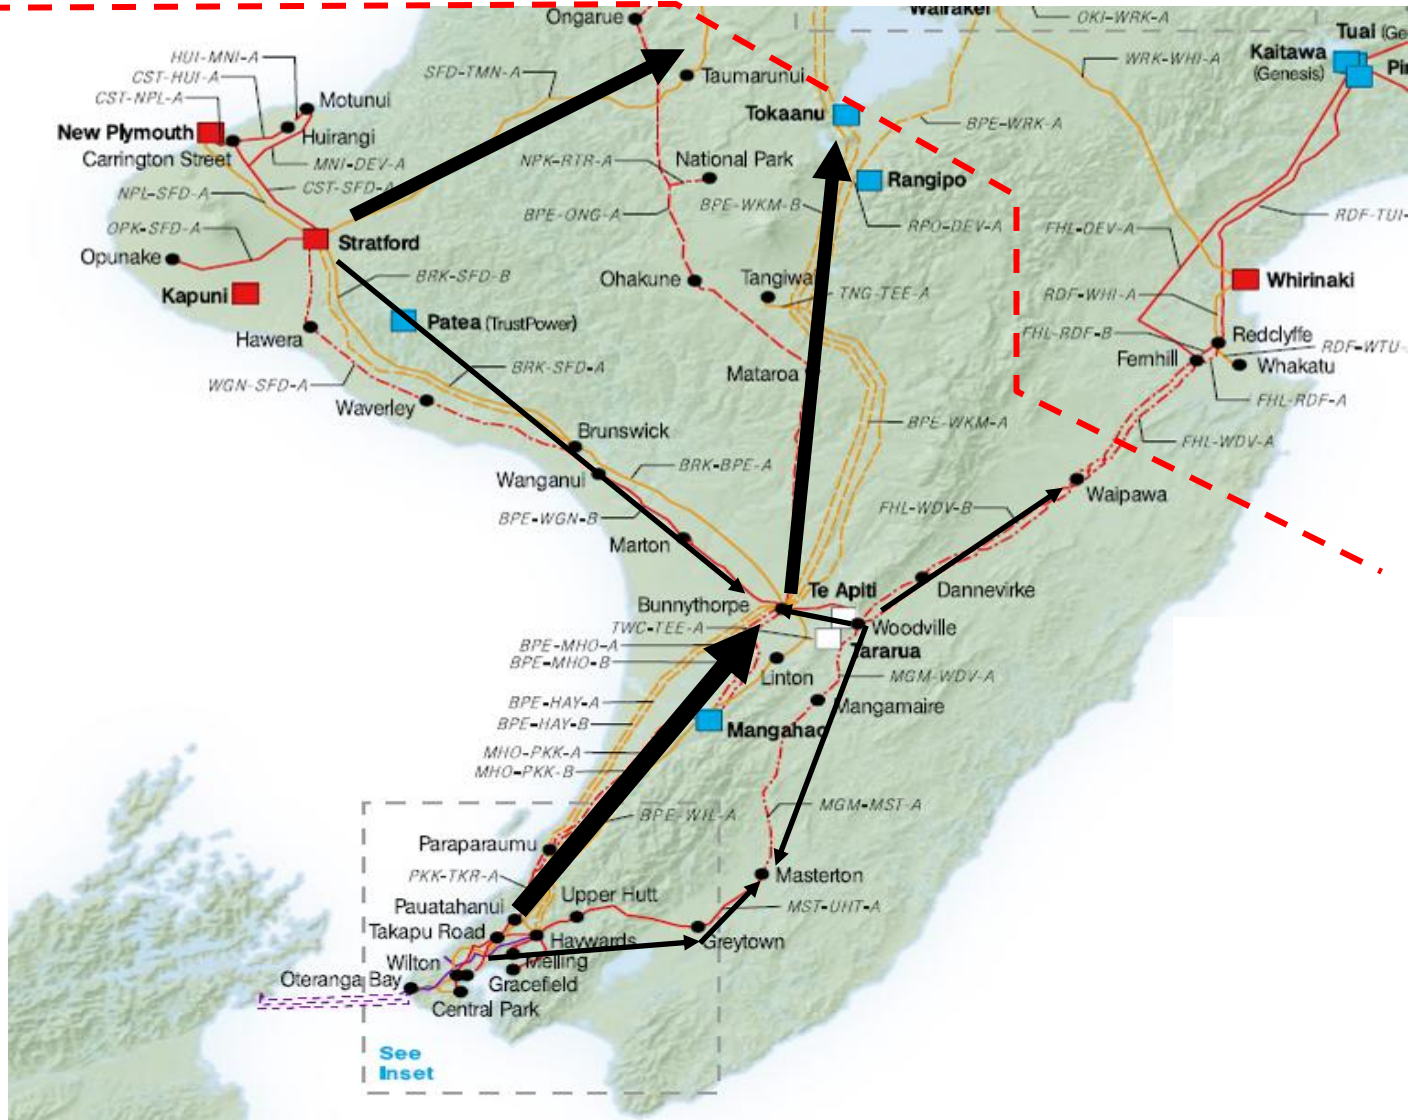 Ongarue
Wairakei
OKI-WRK-A
Tuai (Ge
HUI-MNI-A
CST-HUI-A
CST-NPL-A
SFD-TMN-A
Taumarunui
WRK-WHI-A
Kaitawa
(Genesis)
Pir
Motunui
New Plymouth
Huirangi
Carrington Street
MNI-DEV-A
Tokaanu
BPE-WRK-A
NPK-RTR-A
National Park
NPL-SFD-A
CST-SFD-A
Rangipo
BPE-ONG-A
BPE-WKM-B
RPO-DEV-A
FHL-DEV-A
RDF-TUI-
OPK-SFD-A
Opunake
Stratford
Kapuni
BRK-SFD-B
Ohakune
Tangiwai
TNG-TEE-A
Whirinaki
RDF-WHI-A
Patea (TrustPower)
Hawera
FHL-RDF-B
Redclyffe
RDF-WTU-
Fernhill
Whakatu
WGN-SFD-A
BRK-SFD-A
Mataroa
FHL-RDF-A
Waverley
BPE-WKM-A
Brunswick
FHL-WDV-A
BRK-BPE-A
Wanganui
Waipawa
BPE-WGN-B
FHL-WDV-B
Marton
Te Apiti
Dannevirke
Bunnythorpe
TWC-TEE-A
Woodville
BPE-MHO-A
Tararua
BPE-MHO-B
Linton
MGM-WDV-A
BPE-HAY-A
Mangamaire
BPE-HAY-B
Mangahao
MHO-PKK-A
MHO-PKK-B
BPE-WIL-A
MGM-MST-A
Paraparaumu
PKK-TKR-A
Masterton
Upper Hutt
MST-UHT-A
Pauatahanui
Takapu Road
Haywards
Greytown
Wilton
Melling
Oteranga Bay
Gracefield
Central Park
See
Inset